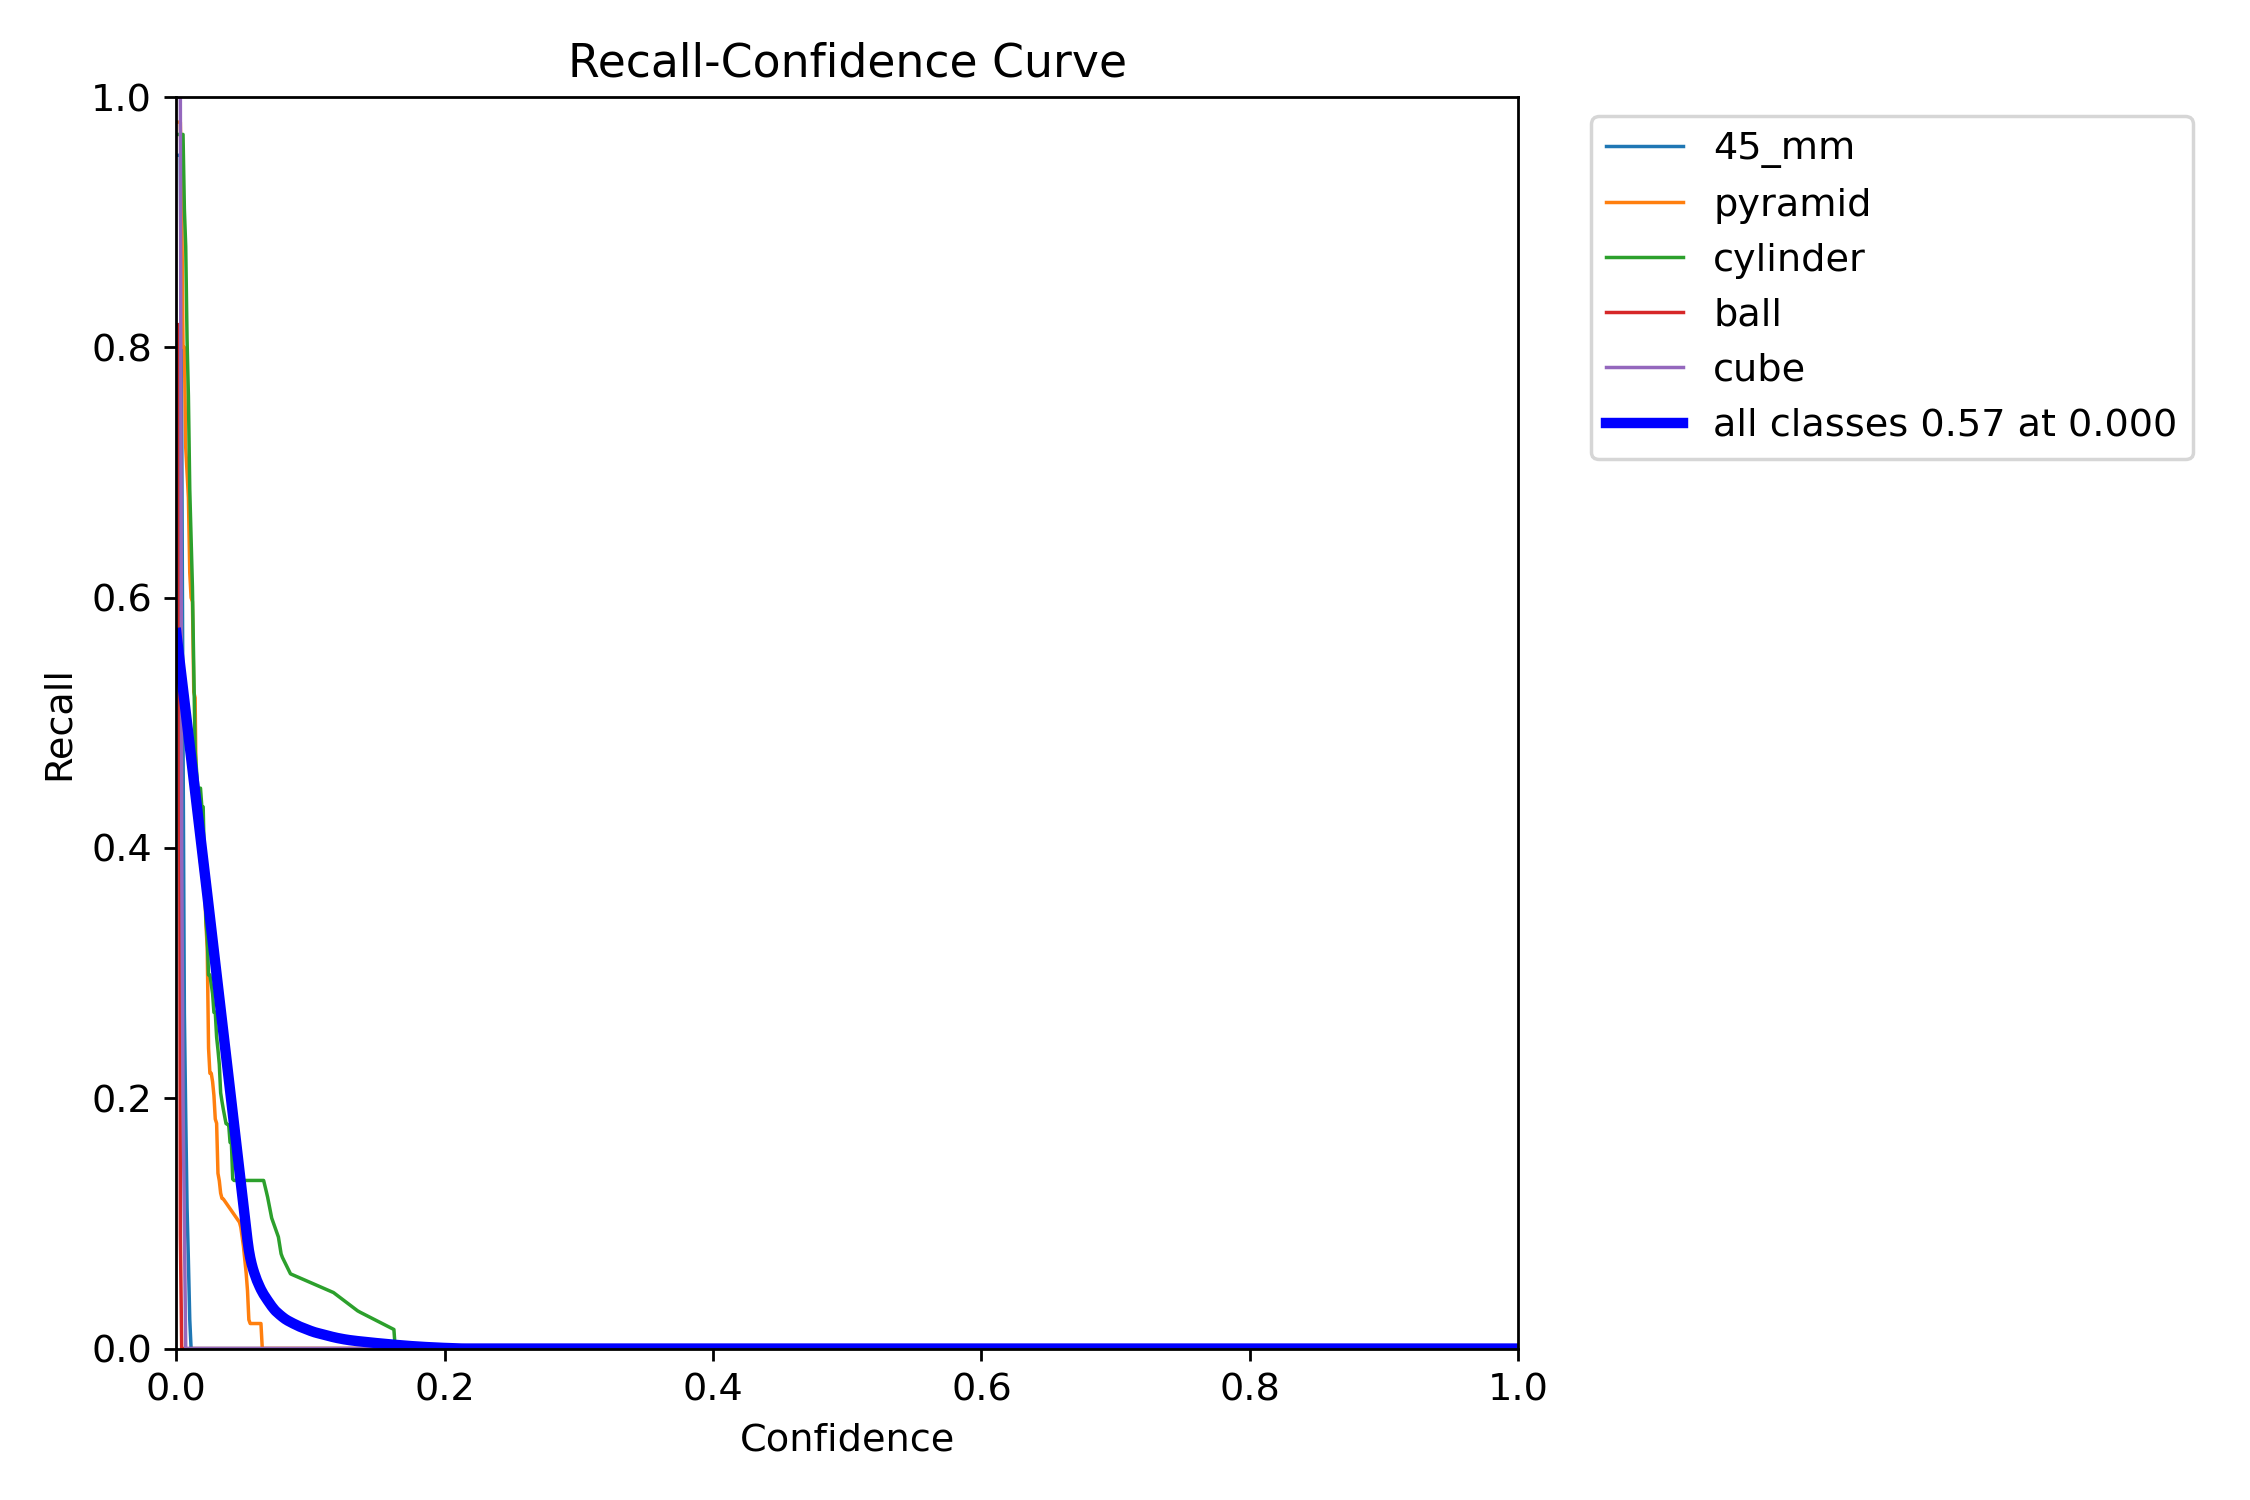 Recall-Confidence Curve
1.0
0.8
0.6
0.4
0.2
0.0
Recall
0.0 0.2 0.4 0.6 0.8 1.0
Confidence
45_mm
pyramid
cylinder
ball
cube
all classes 0.57 at 0.000